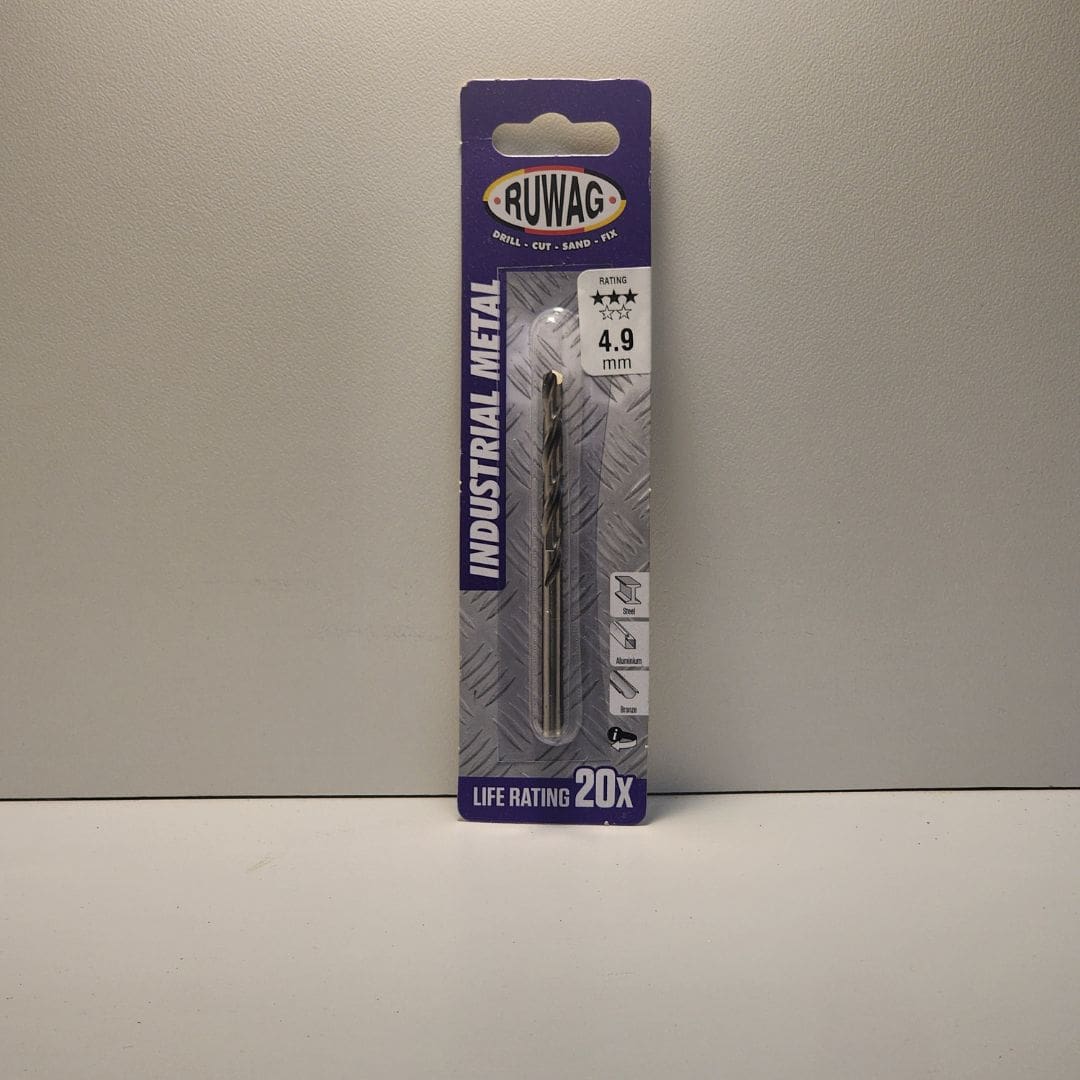 RUWAG
DRILL - CUT - SAND - FIX
INDUSTRIAL METAL
RATING
4.9
mm
Steel
Aluminium
Bronze
i
LIFE RATING 20X